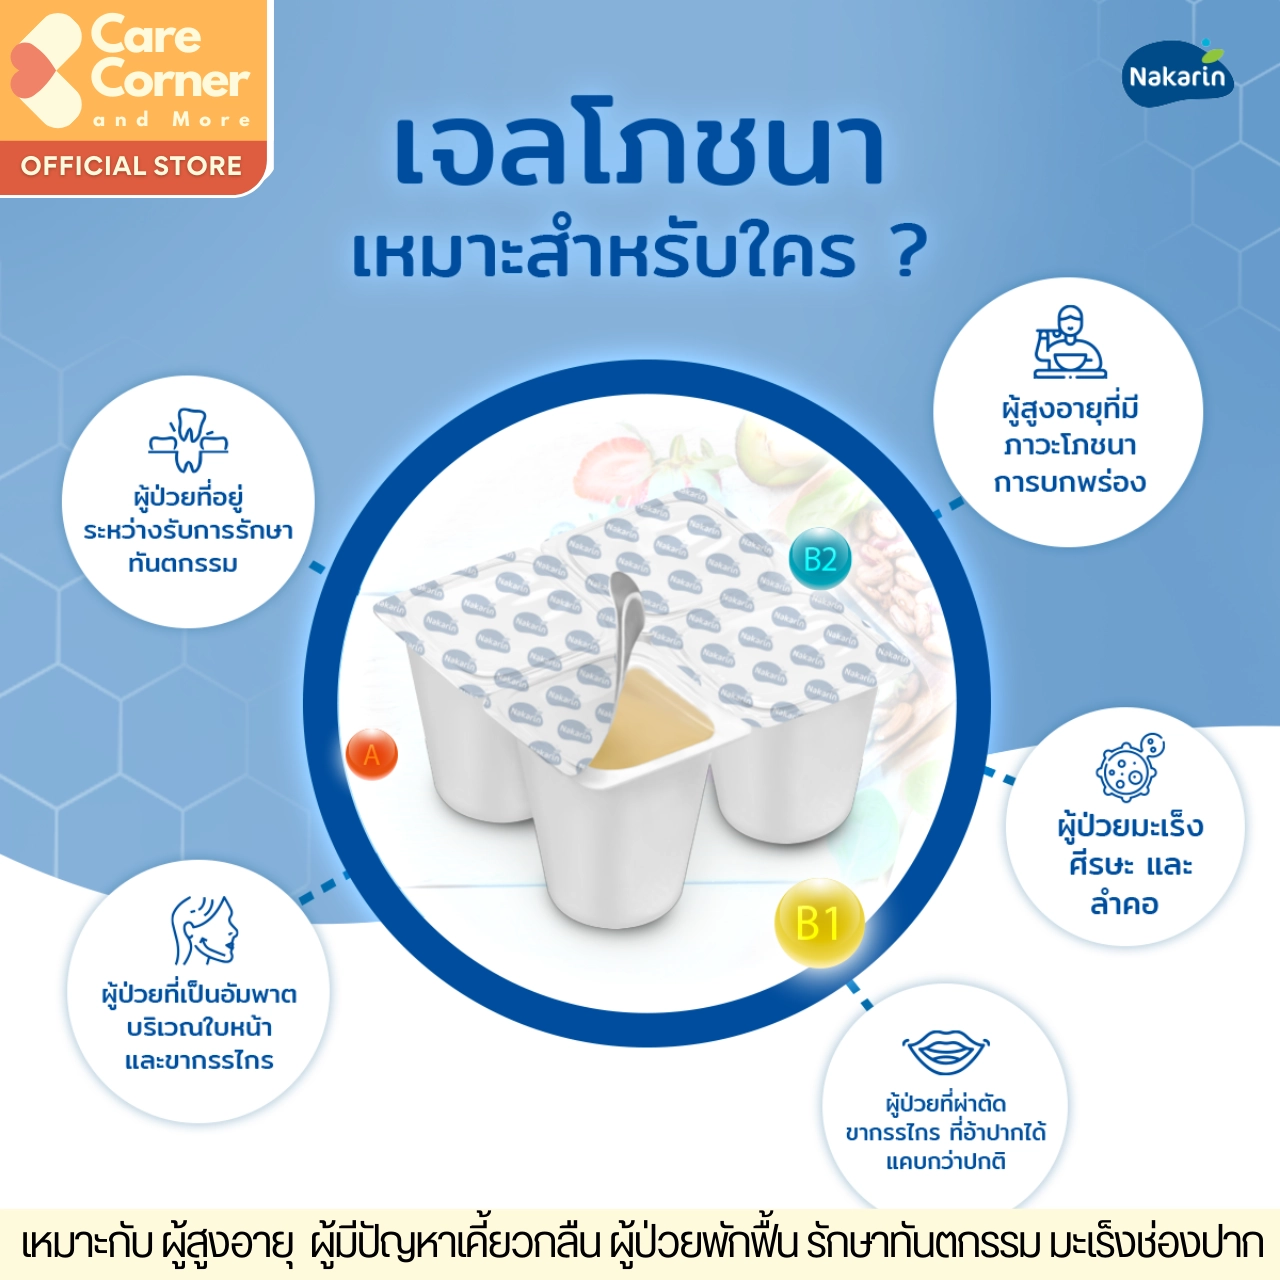 Care
Corner
and More
OFFICIAL STORE
Nakarin
เจลโภชนา
เหมาะสำหรับใคร ?
ผู้สูงอายุที่มี
ภาวะโภชนา
การบกพร่อง
ผู้ป่วยที่อยู่
ระหว่างรับการรักษา
ทันตกรรม
B2
A
B1
ผู้ป่วยมะเร็ง
ศีรษะ และ
ลำคอ
ผู้ป่วยที่เป็นอัมพาต
บริเวณใบหน้า
และขากรรไกร
ผู้ป่วยที่ผ่าตัด
ขากรรไกร ที่อ้าปากได้
แคบกว่าปกติ
เหมาะกับ ผู้สูงอายุ ผู้มีปัญหาเคี้ยวกลืน ผู้ป่วยพักฟื้น รักษาทันตกรรม มะเร็งช่องปาก